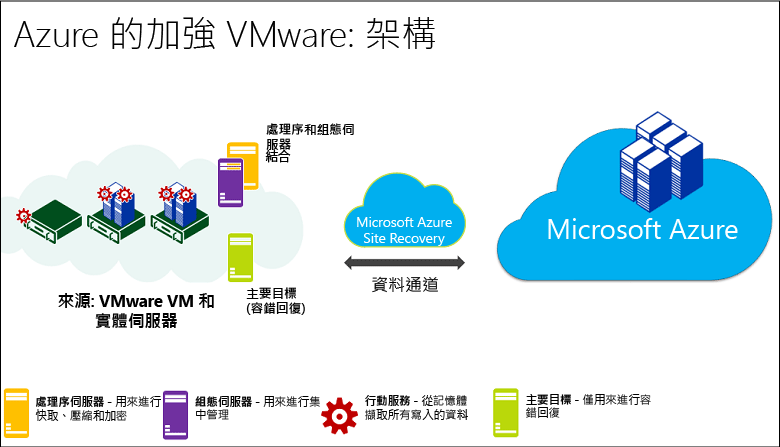 Azure 的加強 VMware: 架構
處理序和組態伺
服器
結合
Microsoft Azure
Site Recovery
Microsoft Azure
資料通道
主要目標
(容錯回復)
來源: VMware VM 和
實體伺服器
處理序伺服器 - 用來進行
快取、壓縮和加密
組態伺服器 - 用來進行集
中管理
行動服務 - 從記憶體
擷取所有寫入的資料
主要目標 - 僅用來進行容
錯回復